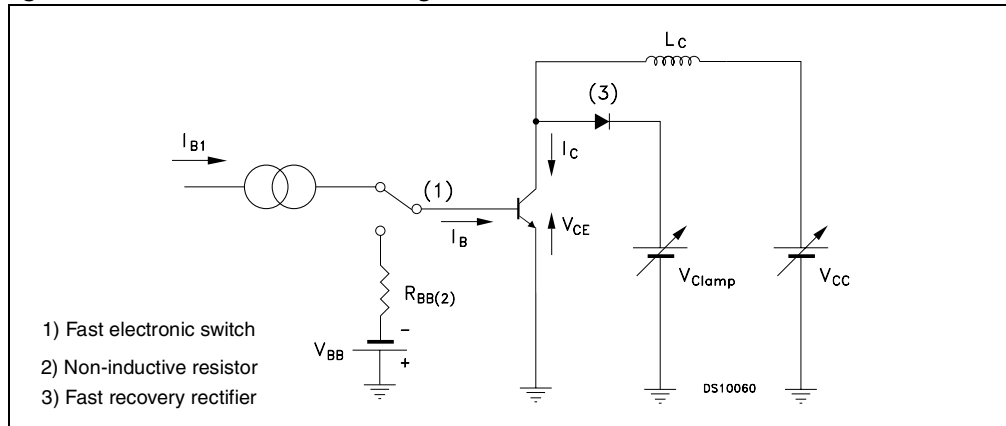 L_C
(3)
I_B1
I_C
(1)
I_B
V_CE
V_Clamp
V_CC
R_BB(2)
−
V_BB
+
1) Fast electronic switch
2) Non-inductive resistor
3) Fast recovery rectifier
DS10060